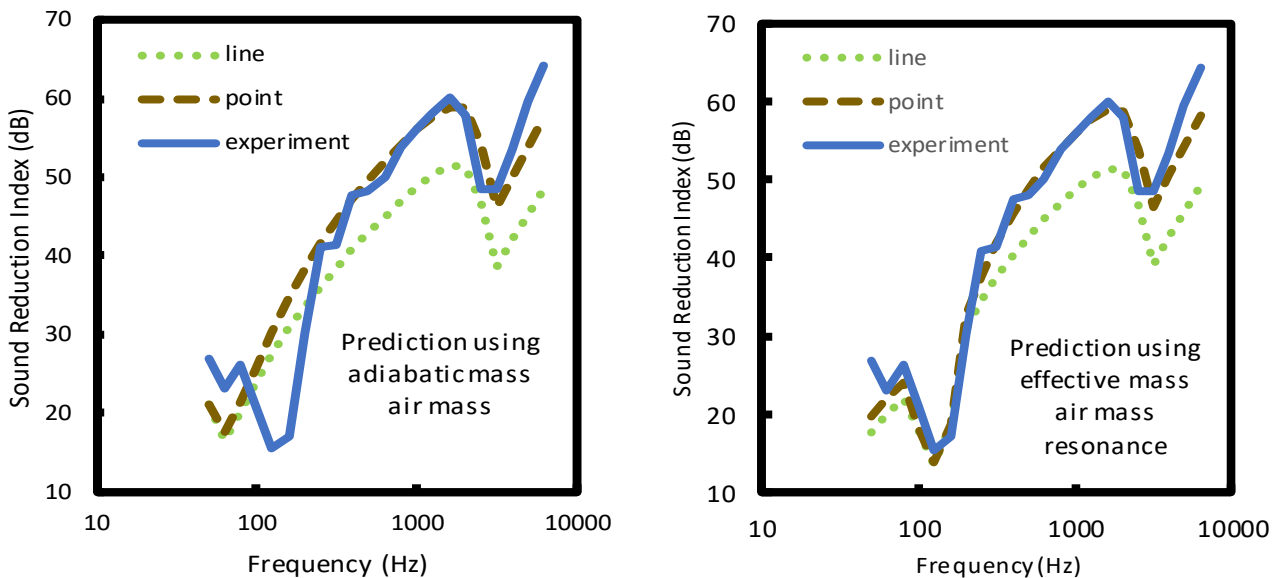 70
60
50
40
30
20
10
Sound Reduction Index (dB)
line
point
experiment
Prediction using
adiabatic mass
air mass
10
100
1000
10000
Frequency (Hz)
70
60
50
40
30
20
10
Sound Reduction Index (dB)
line
point
experiment
Prediction using
effective mass
air mass
resonance
10
100
1000
10000
Frequency (Hz)